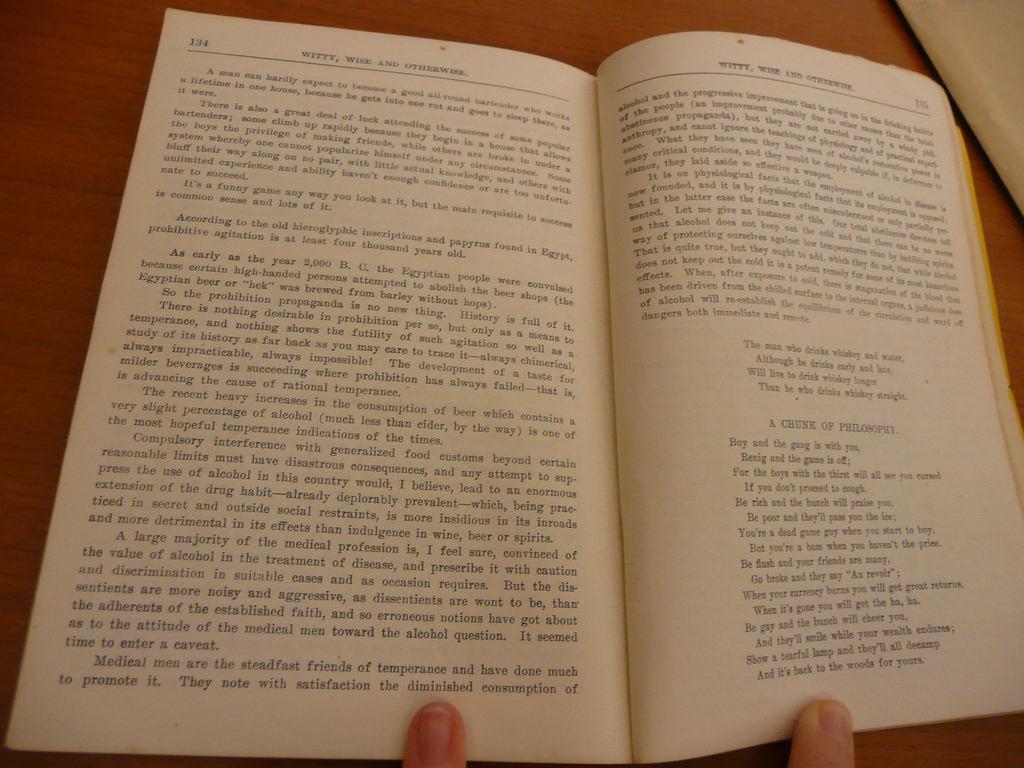 134
WITTY, WISE AND OTHERWISE.
A man can hardly expect to become a good all-round bartender who works
a lifetime in one house, because he gets into one rut and goes to sleep there, as
it were.
There is also a great deal of luck attending the success of some popular
bartenders; some climb up rapidly because they begin in a house that allows
the boys the privilege of making friends, while others are broke in under a
system whereby one cannot popularize himself under any circumstances. Some
bluff their way along on no pair, with little actual knowledge, and others with
unlimited experience and ability haven't enough confidence or are too unfortu-
nate to succeed.
It's a funny game any way you look at it, but the main requisite to success
is common sense and lots of it.
According to the old hieroglyphic inscriptions and papyrus found in Egypt,
prohibitive agitation is at least four thousand years old.
As early as the year 2,000 B. C. the Egyptian people were convulsed
because certain high-handed persons attempted to abolish the beer shops (the
Egyptian beer or "hek" was brewed from barley without hops).
So the prohibition propaganda is no new thing. History is full of it.
There is nothing desirable in prohibition per se, but only as a means to
temperance, and nothing shows the futility of such agitation so well as a
study of its history as far back as you may care to trace it—always chimerical,
always impracticable, always impossible! The development of a taste for
milder beverages is succeeding where prohibition has always failed—that is,
is advancing the cause of rational temperance.
The recent heavy increases in the consumption of beer which contains a
very slight percentage of alcohol (much less than cider, by the way) is one of
the most hopeful temperance indications of the times.
Compulsory interference with generalized food customs beyond certain
reasonable limits must have disastrous consequences, and any attempt to sup-
press the use of alcohol in this country would, I believe, lead to an enormous
extension of the drug habit—already deplorably prevalent—which, being prac-
ticed in secret and outside social restraints, is more insidious in its inroads
and more detrimental in its effects than indulgence in wine, beer or spirits.
A large majority of the medical profession is, I feel sure, convinced of
the value of alcohol in the treatment of disease, and prescribe it with caution
and discrimination in suitable cases and as occasion requires. But the dis-
sentients are more noisy and aggressive, as dissentients are wont to be, than
the adherents of the established faith, and so erroneous notions have got about
as to the attitude of the medical men toward the alcohol question. It seemed
time to enter a caveat.
Medical men are the steadfast friends of temperance and have done much
to promote it. They note with satisfaction the diminished consumption of
WITTY, WISE AND OTHERWISE.
135
alcohol and the progressive improvement that is going on in the drinking habits
of the people (an improvement probably due to other causes than the total-
abstinence propaganda), but they are not carried away by a windy phil-
anthropy, and canot ignore the teachings of physiology and of practical experi-
ence. What they have seen they have seen of alcohol's restorative power in
many critical conditions, and they would be deeply culpable if, in deference to
clamor, they laid aside so effective a weapon.
It is on physiological facts that the employment of alcohol in disease is
now founded, and it is by physiological facts that its employment is opposed;
but in the latter case the facts are often misunderstood or only partially pre-
sented. Let me give an instance of this. Our total abstinence devotees tell
us that alcohol does not keep out the cold and that there can be no worse
way of protecting ourselves against low temperatures than by imbibing spirits.
That is quite true, but they ought to add, which they do not, that while alcohol
does not keep out the cold it is a potent remedy for some of its most hazardous
effects. When, after exposure to cold, there is stagnation of the blood that
has been driven from the chilled surface to the internal organs, a judicious dose
of alcohol will re-establish the equilibrium of the circulation and ward off
dangers both immediate and remote.
The man who drinks whiskey and water,
Although he drinks early and late,
Will live to drink whiskey longer
Than he who drinks whiskey straight.
A CHUNK OF PHILOSOPHY.
Buy and the gang is with you,
Renig and the game is off;
For the boys with the thirst will all see you cursed
If you don't proceed to cough.
Be rich and the bunch will praise you,
Be poor and they'll pass you the ice;
You're a dead game guy when you start to buy,
But you're a bum when you haven't the price.
Be flush and your friends are many,
Go broke and they say "Au revoir";
When your currency burns you will get great returns,
When it's gone you will get the ha, ha.
Be gay and the bunch will cheer you,
And they'll smile while your wealth endures;
Show a tearful lamp and they'll all decamp
And it's back to the woods for yours.